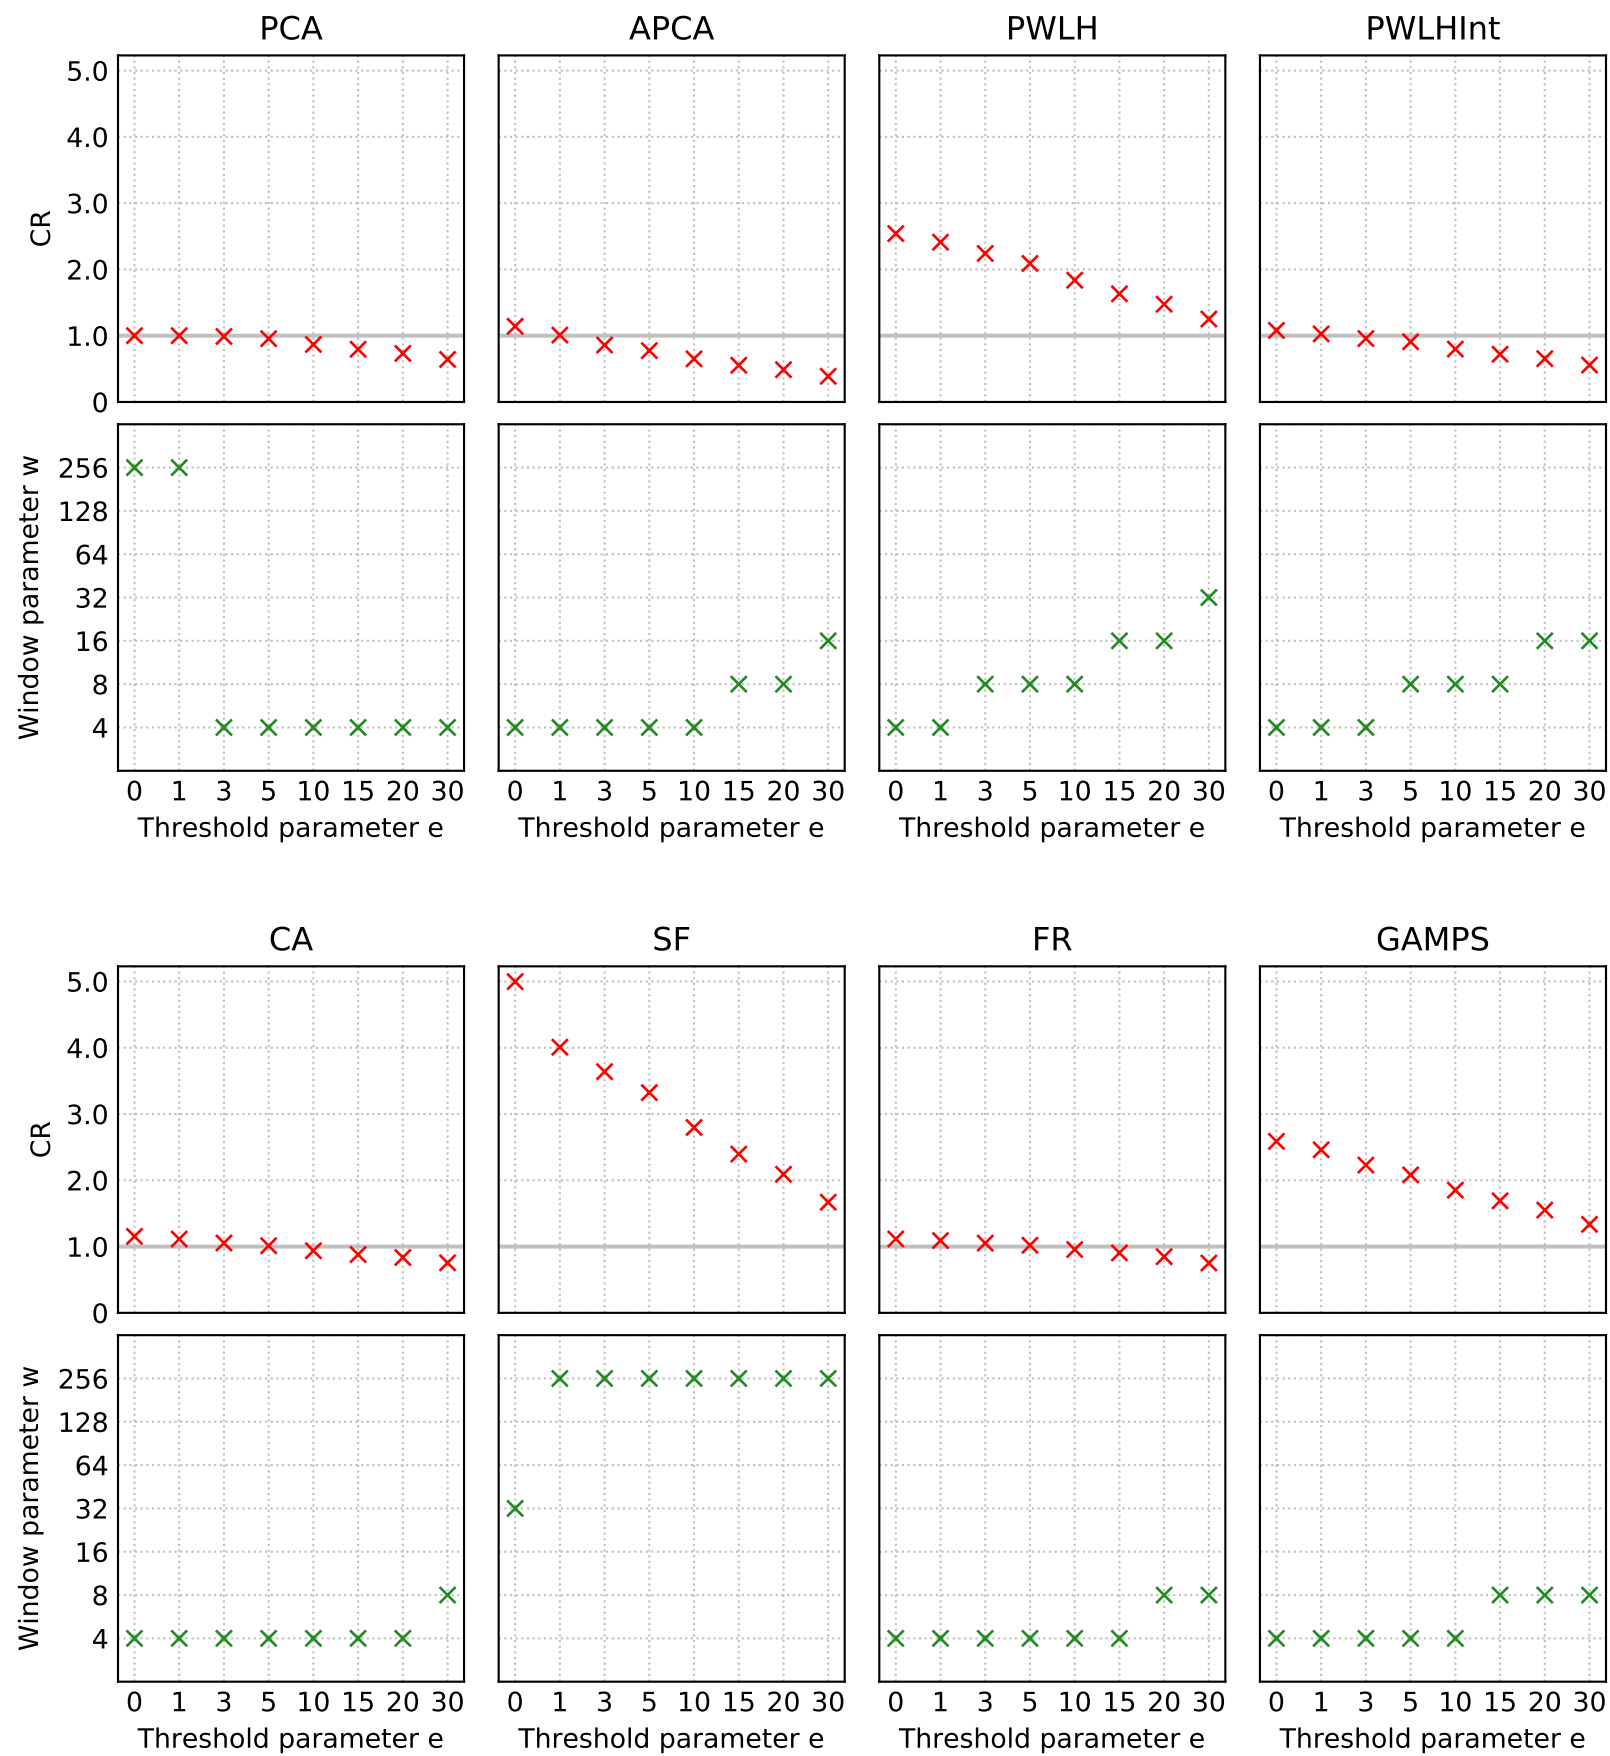 PCA APCA PWLH PWLHInt
5.0
4.0
3.0
2.0
1.0
0
CR
256
128
64
32
16
8
4
Window parameter w
0 1 3 5 10 15 20 30 0 1 3 5 10 15 20 30 0 1 3 5 10 15 20 30 0 1 3 5 10 15 20 30
Threshold parameter e Threshold parameter e Threshold parameter e Threshold parameter e
CA SF FR GAMPS
5.0
4.0
3.0
2.0
1.0
0
CR
256
128
64
32
16
8
4
Window parameter w
0 1 3 5 10 15 20 30 0 1 3 5 10 15 20 30 0 1 3 5 10 15 20 30 0 1 3 5 10 15 20 30
Threshold parameter e Threshold parameter e Threshold parameter e Threshold parameter e